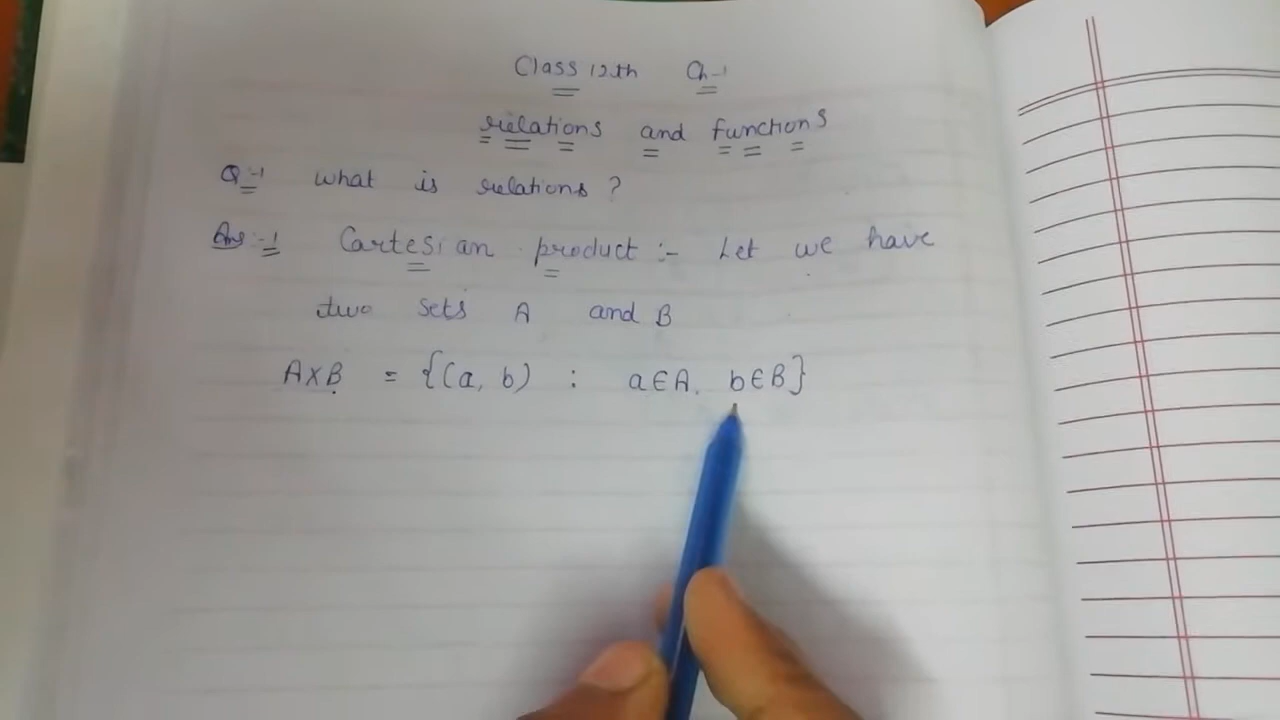 Class 12th Ch-1
relations and functions
Q-1 what is relations ?
Ans:-1 Cartesian product :- Let we have
two sets A and B
A×B = {(a, b) : a∈A, b∈B}